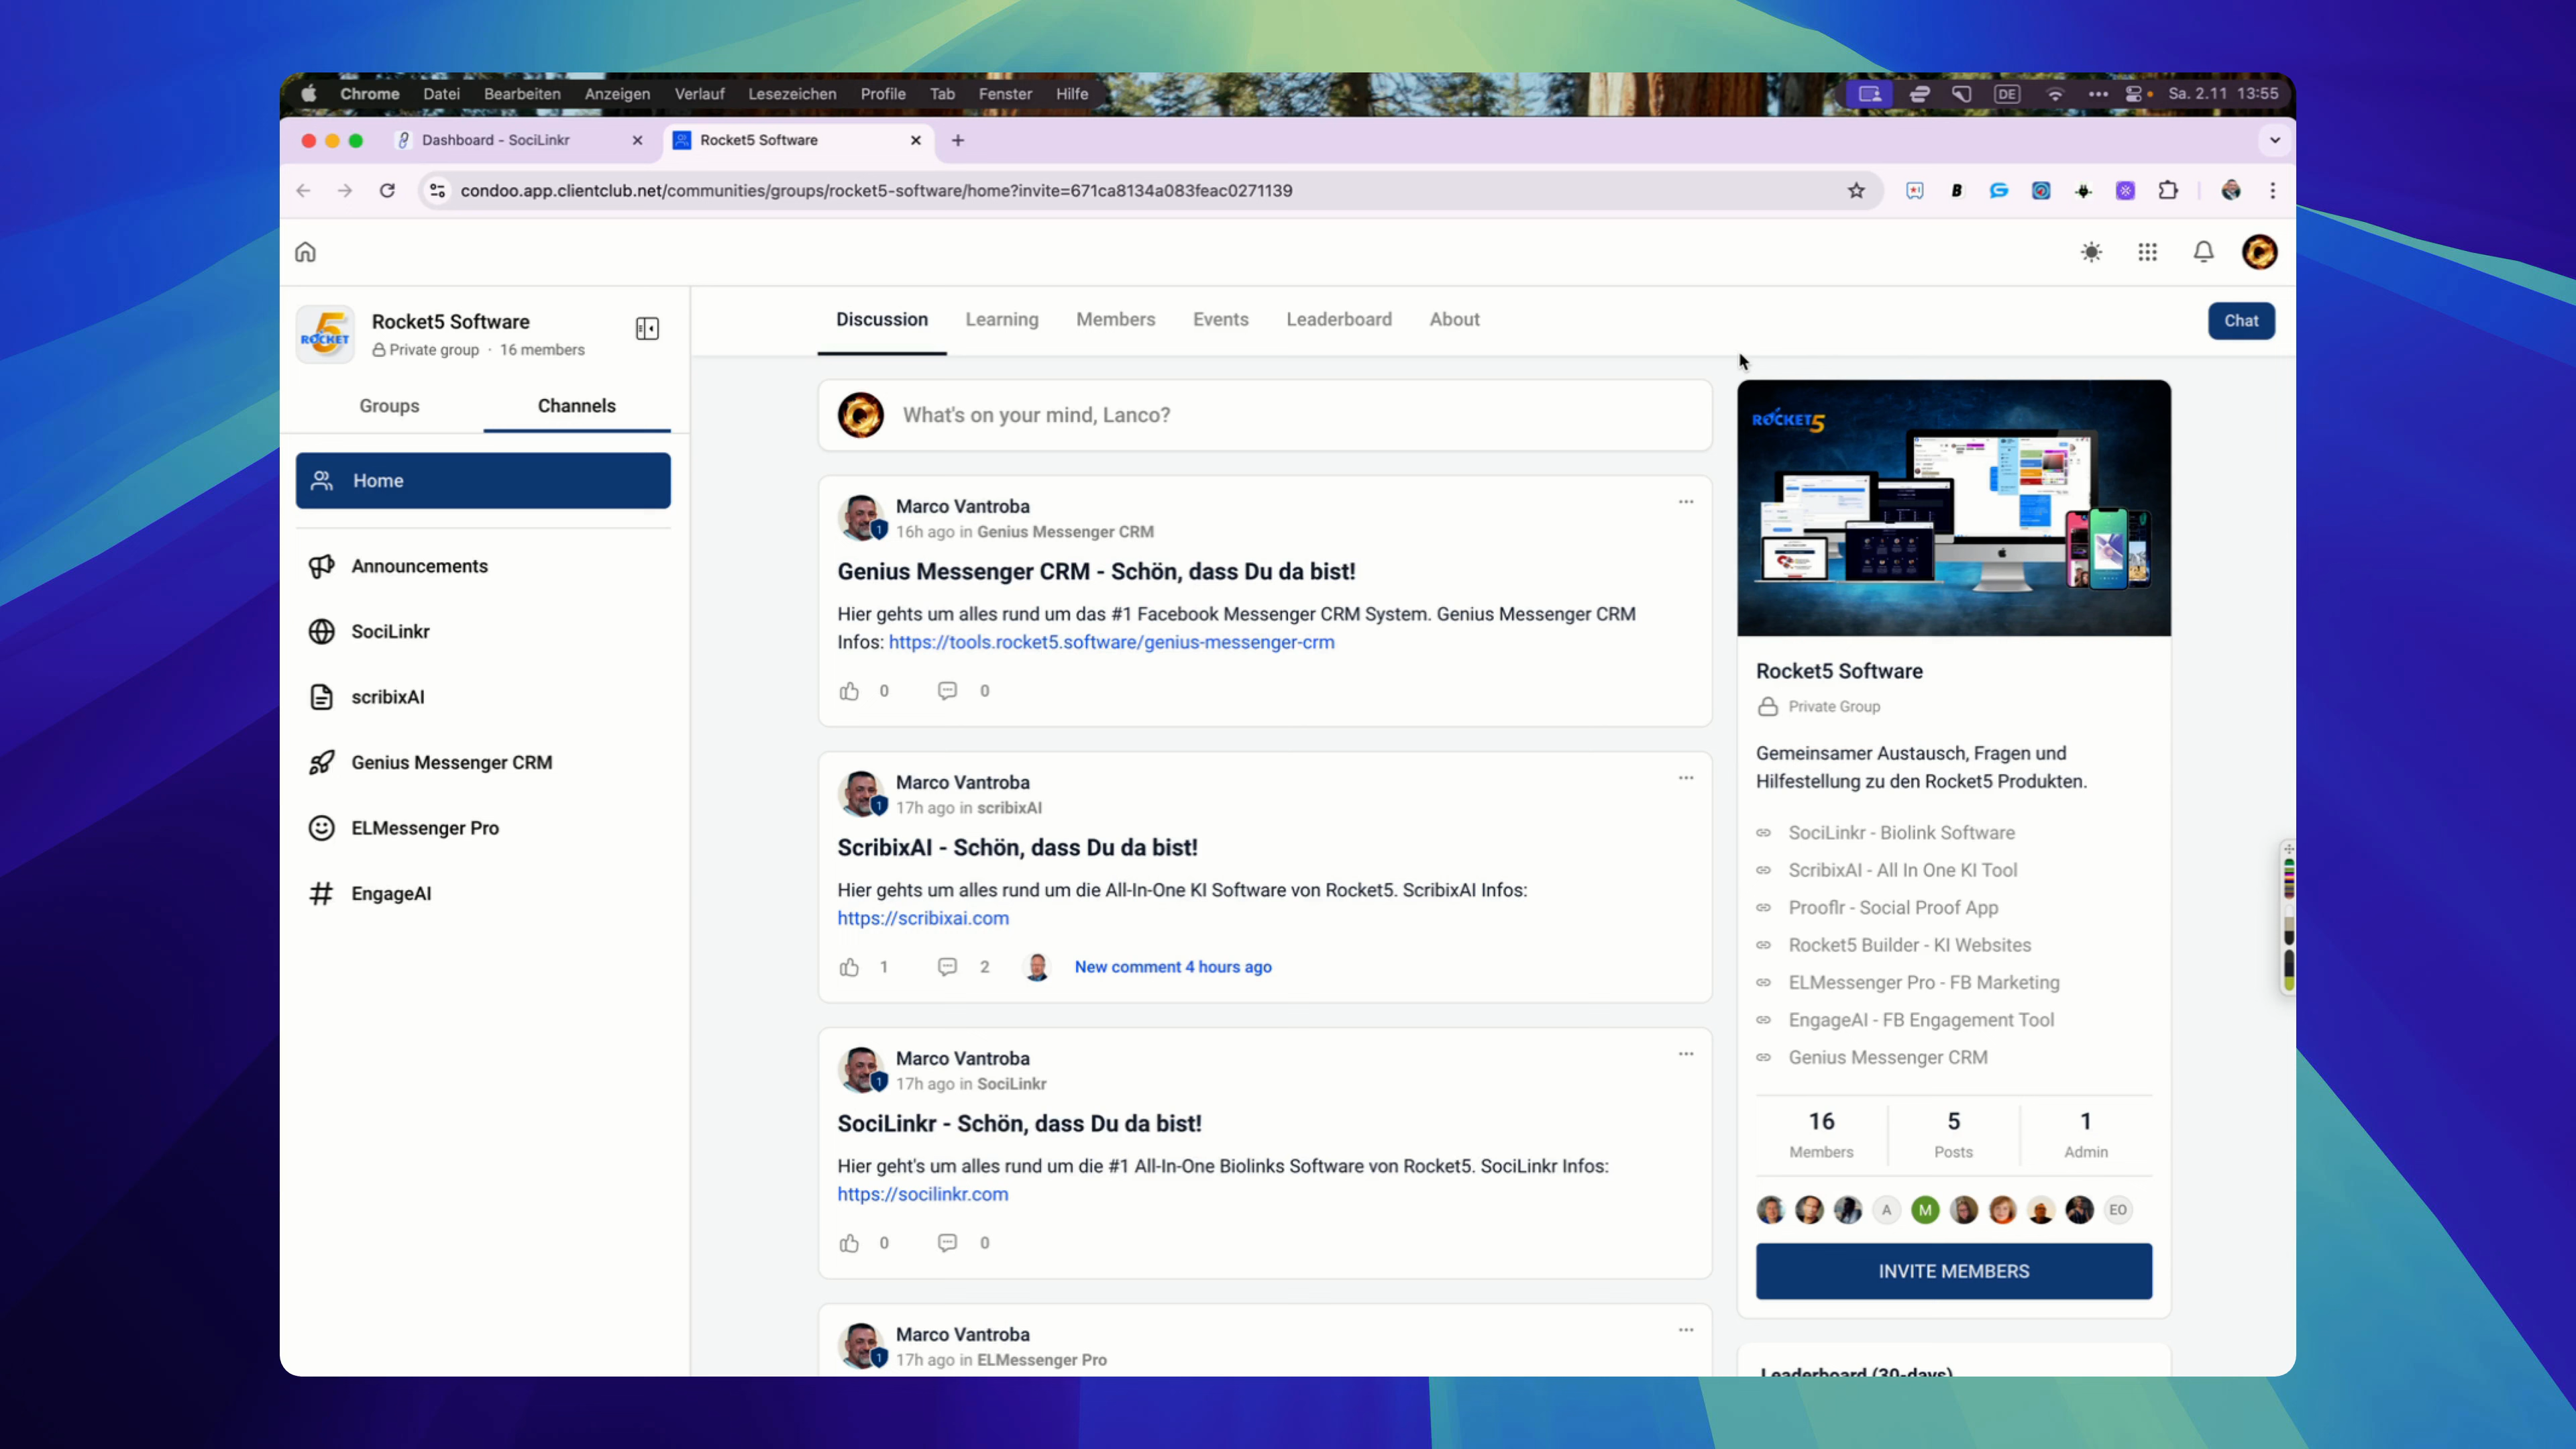 Chrome Datei Bearbeiten Anzeigen Verlauf Lesezeichen Profile Tab Fenster Hilfe
DE Sa. 2.11 13:55
Dashboard - SociLinkr
Rocket5 Software
condoo.app.clientclub.net/communities/groups/rocket5-software/home?invite=671ca8134a083feac0271139
5
ROCKET
Rocket5 Software
Private group · 16 members
Groups Channels
Home
Announcements
SociLinkr
scribixAI
Genius Messenger CRM
ELMessenger Pro
EngageAI
Discussion Learning Members Events Leaderboard About
Chat
What's on your mind, Lanco?
Marco Vantroba
1
16h ago in Genius Messenger CRM
Genius Messenger CRM - Schön, dass Du da bist!
Hier gehts um alles rund um das #1 Facebook Messenger CRM System. Genius Messenger CRM
Infos: https://tools.rocket5.software/genius-messenger-crm
0 0
Marco Vantroba
1
17h ago in scribixAI
ScribixAI - Schön, dass Du da bist!
Hier gehts um alles rund um die All-In-One KI Software von Rocket5. ScribixAI Infos:
https://scribixai.com
1 2 New comment 4 hours ago
Marco Vantroba
1
17h ago in SociLinkr
SociLinkr - Schön, dass Du da bist!
Hier geht's um alles rund um die #1 All-In-One Biolinks Software von Rocket5. SociLinkr Infos:
https://socilinkr.com
0 0
Marco Vantroba
1
17h ago in ELMessenger Pro
ROCKET5
Rocket5 Software
Private Group
Gemeinsamer Austausch, Fragen und
Hilfestellung zu den Rocket5 Produkten.
SociLinkr - Biolink Software
ScribixAI - All In One KI Tool
Prooflr - Social Proof App
Rocket5 Builder - KI Websites
ELMessenger Pro - FB Marketing
EngageAI - FB Engagement Tool
Genius Messenger CRM
16 5 1
Members Posts Admin
A M EO
INVITE MEMBERS
Leaderboard (30-days)